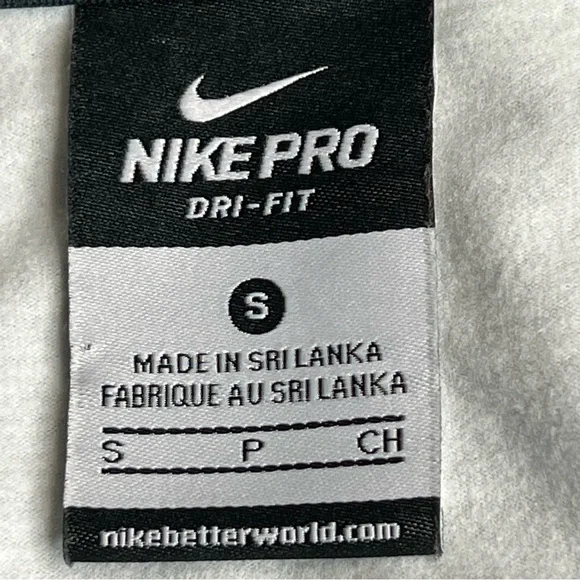 NIKE PRO
DRI-FIT
S
MADE IN SRI LANKA
FABRIQUE AU SRI LANKA
S P CH
nikebetterworld.com